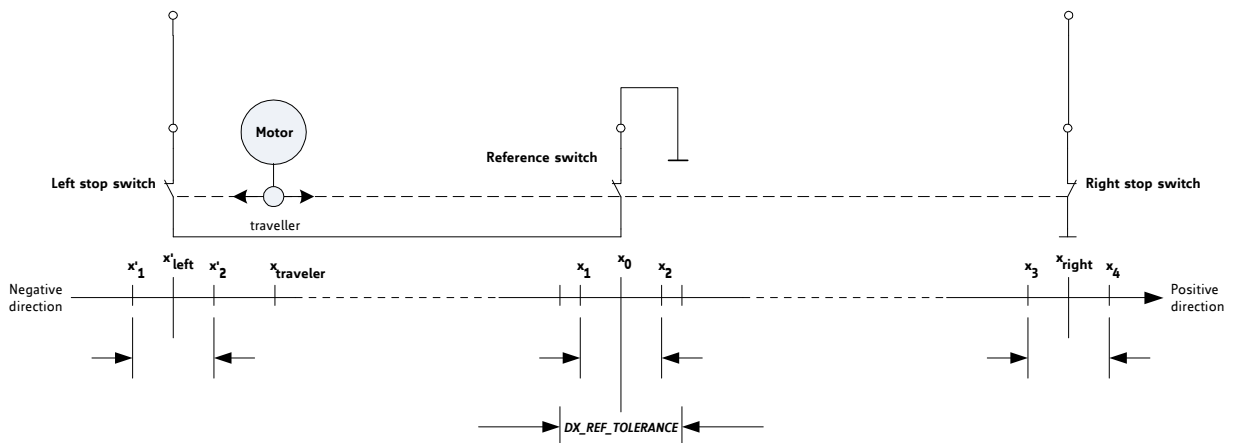 Motor
Reference switch
Left stop switch
Right stop switch
traveller
x'1 x'left x'2 xtraveler x1 x0 x2 x3 xright x4
Negative
direction
Positive
direction
DX_REF_TOLERANCE